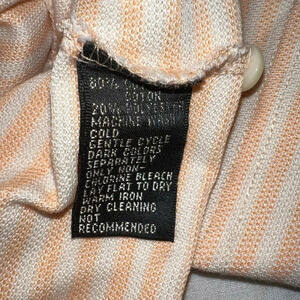 80% COTTON
COTON
20% POLYESTER
MACHINE WASH
COLD
GENTLE CYCLE
DARK COLORS
SEPARATELY
ONLY NON-
CHLORINE BLEACH
LAY FLAT TO DRY
WARM IRON
DRY CLEANING
NOT
RECOMMENDED